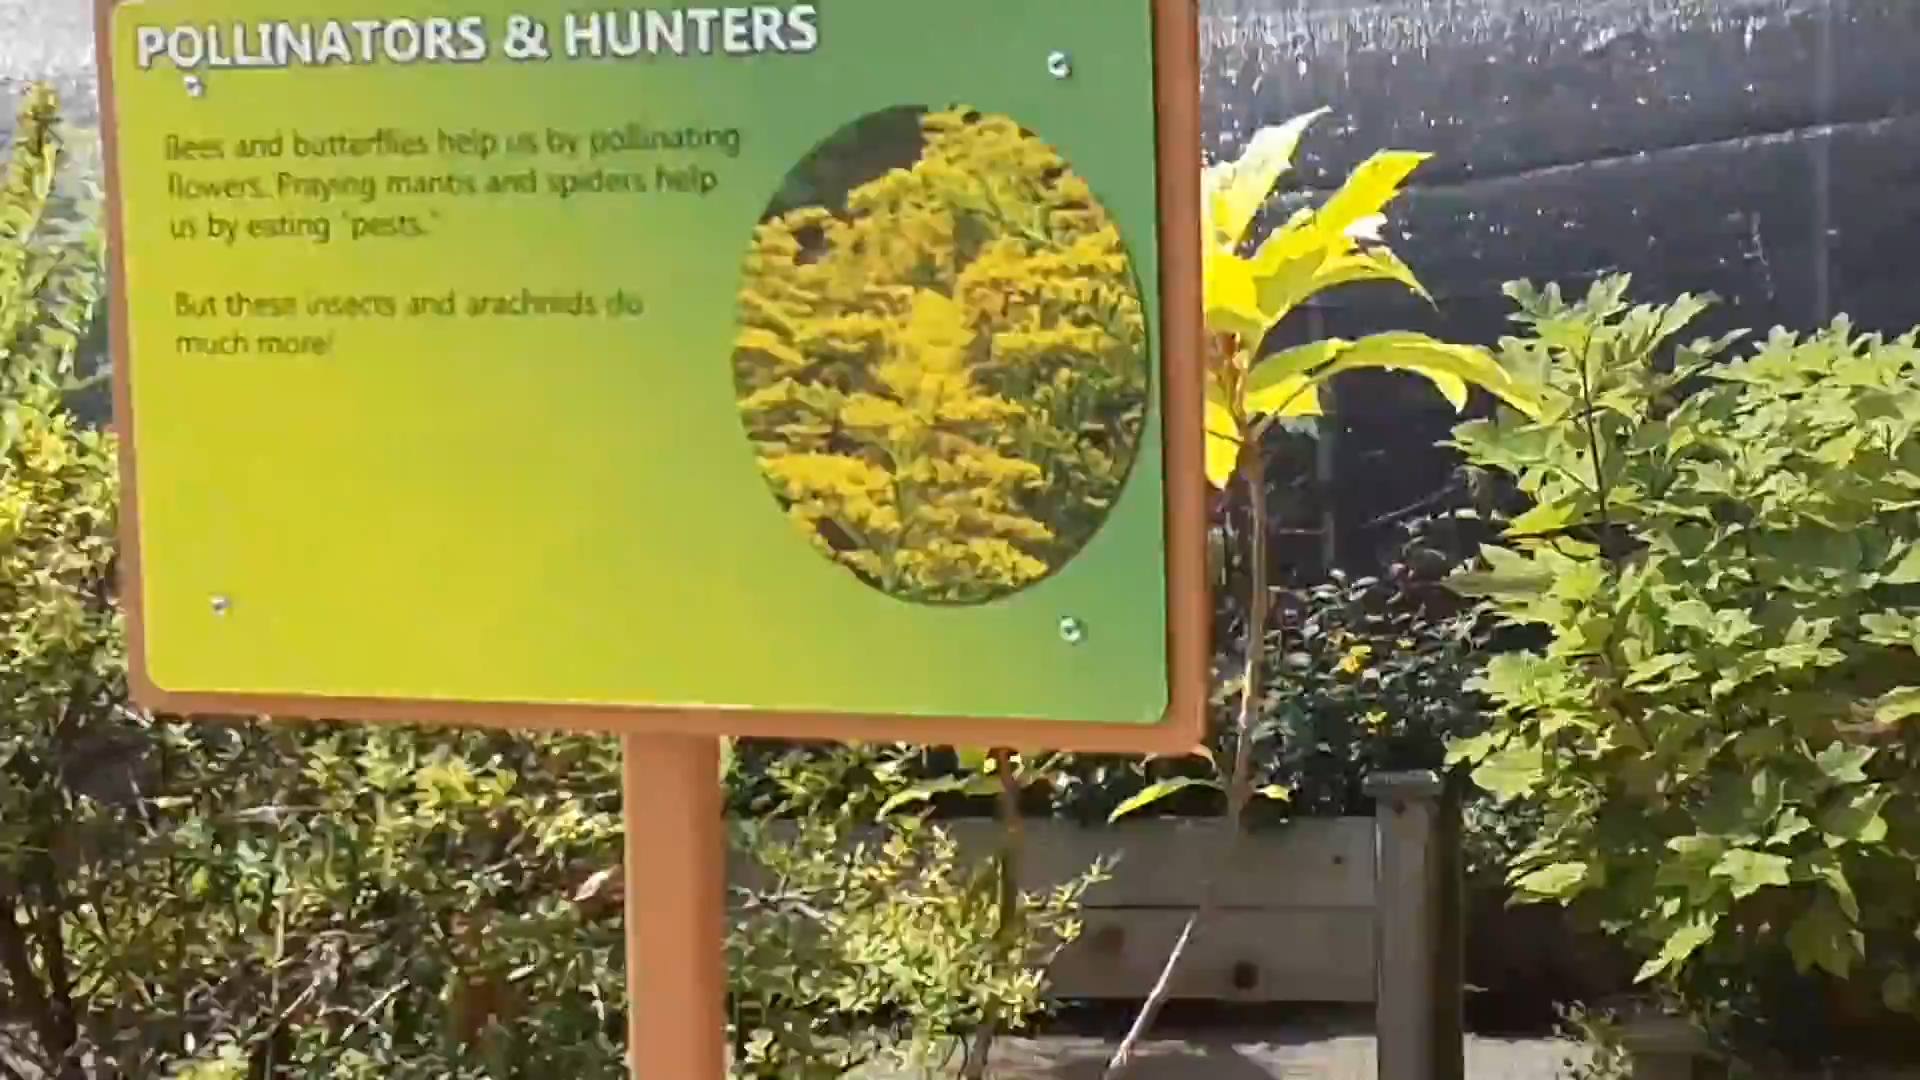 POLLINATORS & HUNTERS
Bees and butterflies help us by pollinating
flowers. Praying mantis and spiders help
us by eating "pests."
But these insects and arachnids do
much more!